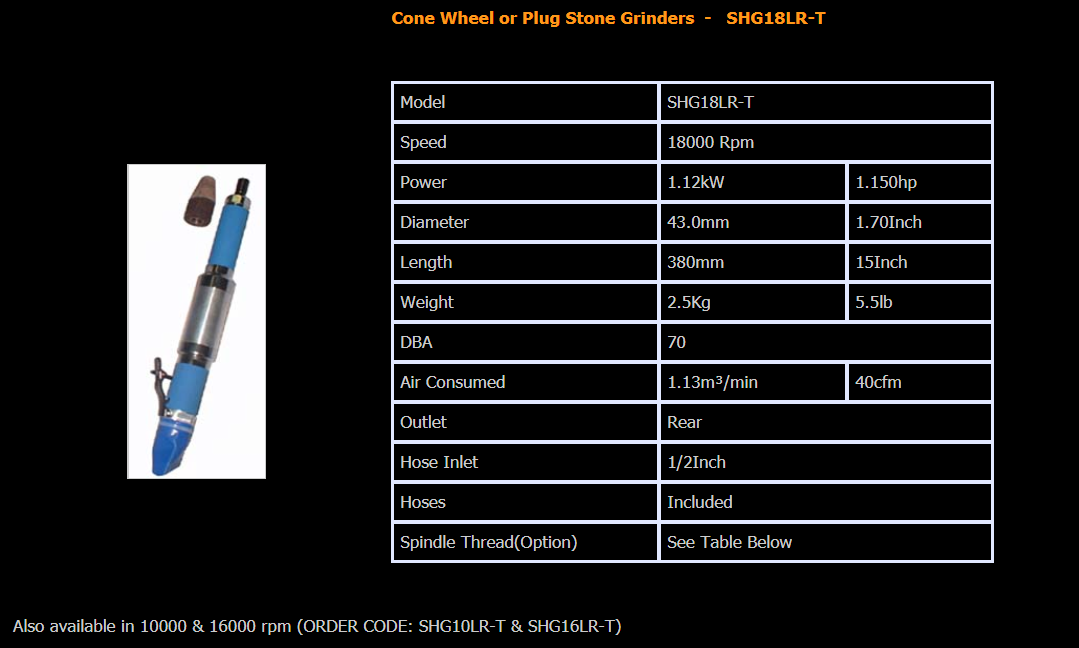 Cone Wheel or Plug Stone Grinders - SHG18LR-T
Model SHG18LR-T
Speed 18000 Rpm
Power 1.12kW 1.150hp
Diameter 43.0mm 1.70Inch
Length 380mm 15Inch
Weight 2.5Kg 5.5lb
DBA 70
Air Consumed 1.13m³/min 40cfm
Outlet Rear
Hose Inlet 1/2Inch
Hoses Included
Spindle Thread(Option) See Table Below
Also available in 10000 & 16000 rpm (ORDER CODE: SHG10LR-T & SHG16LR-T)